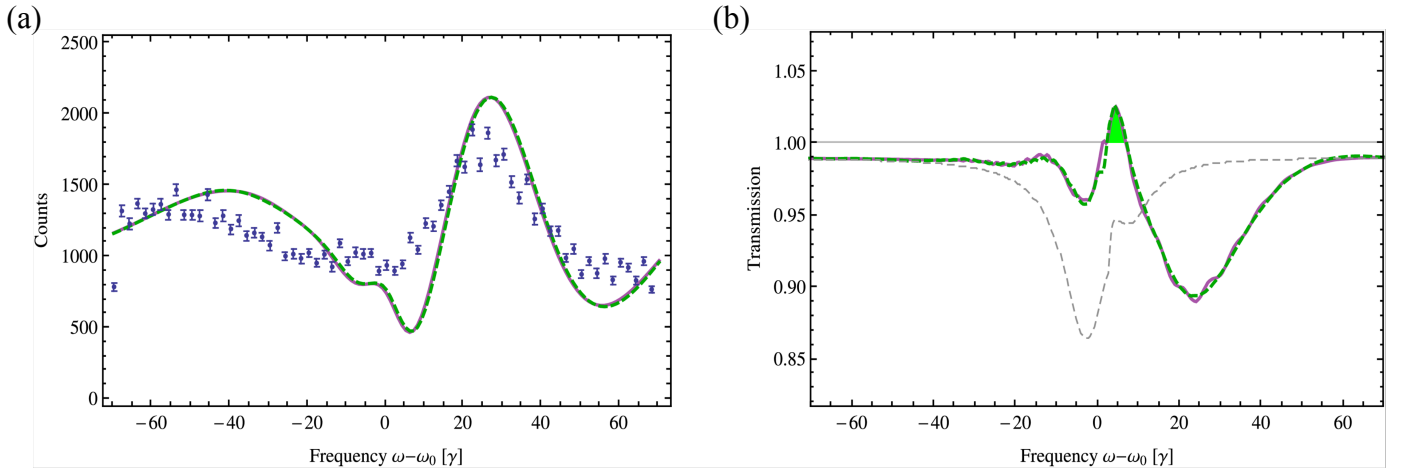 (a)
2500
2000
1500
1000
500
0
Counts
−60 −40 −20 0 20 40 60
Frequency ω−ω₀ [γ]
(b)
1.05
1.00
0.95
0.90
0.85
Transmission
−60 −40 −20 0 20 40 60
Frequency ω−ω₀ [γ]